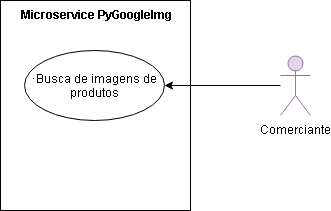 Microservice PyGoogleImg
·Busca de imagens de
produtos
Comerciante